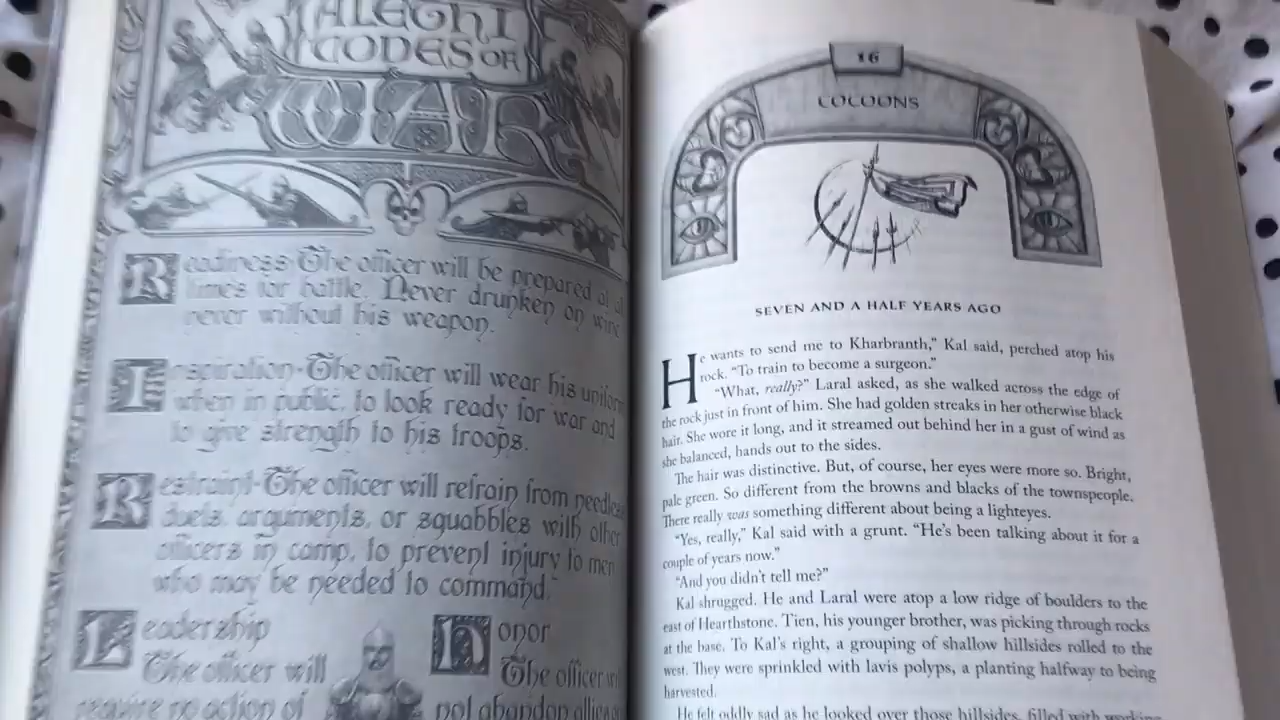 ALETHI
CODES OF
WAR
Readiness·The officer will be prepared at al
times for battle. Never drunken on wine
never without his weapon.
Inspiration·The officer will wear his uniform
when in public, to look ready for war and
to give strength to his troops.
Restraint·The officer will refrain from needless
duels, arguments, or squabbles with other
officers in camp, to prevent injury to men
who may be needed to command.
Leadership
The officer will
require no action of
Honor
The officer wi
not abandon allies on
16
COCOONS
SEVEN AND A HALF YEARS AGO
He wants to send me to Kharbranth,” Kal said, perched atop his
rock. “To train to become a surgeon.”
“What, really?” Laral asked, as she walked across the edge of
the rock just in front of him. She had golden streaks in her otherwise black
hair. She wore it long, and it streamed out behind her in a gust of wind as
she balanced, hands out to the sides.
The hair was distinctive. But, of course, her eyes were more so. Bright,
pale green. So different from the browns and blacks of the townspeople.
There really was something different about being a lighteyes.
“Yes, really,” Kal said with a grunt. “He’s been talking about it for a
couple of years now.”
“And you didn’t tell me?”
Kal shrugged. He and Laral were atop a low ridge of boulders to the
east of Hearthstone. Tien, his younger brother, was picking through rocks
at the base. To Kal’s right, a grouping of shallow hillsides rolled to the
west. They were sprinkled with lavis polyps, a planting halfway to being
harvested.
He felt oddly sad as he looked over those hillsides, filled with working